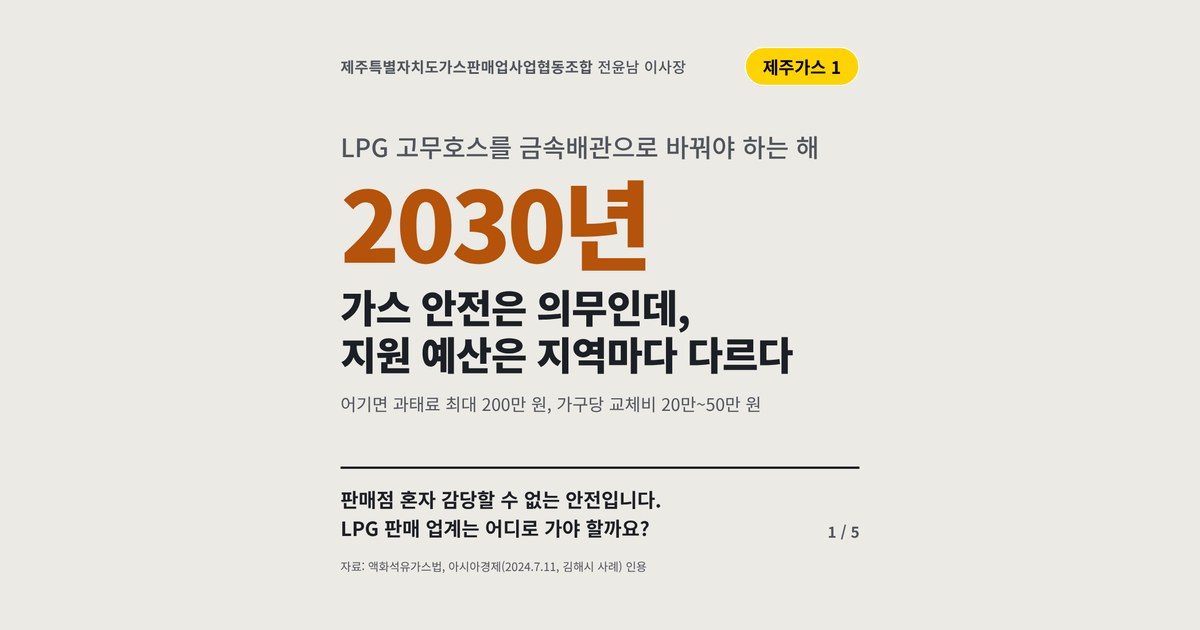 제주특별자치도가스판매업사업협동조합 전윤남 이사장
제주가스 1
LPG 고무호스를 금속배관으로 바꿔야 하는 해
2030년
가스 안전은 의무인데,
지원 예산은 지역마다 다르다
어기면 과태료 최대 200만 원, 가구당 교체비 20만~50만 원
판매점 혼자 감당할 수 없는 안전입니다.
LPG 판매 업계는 어디로 가야 할까요?
1 / 5
자료: 액화석유가스법, 아시아경제(2024.7.11, 김해시 사례) 인용